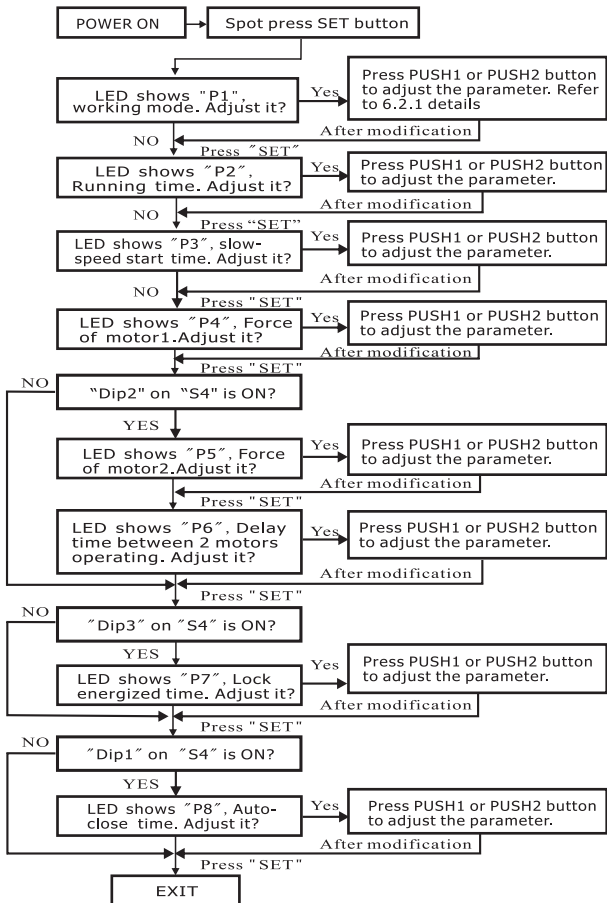 POWER ON
Spot press SET button
LED shows "P1",
working mode. Adjust it?
Yes
Press PUSH1 or PUSH2 button
to adjust the parameter. Refer
to 6.2.1 details
After modification
NO
Press "SET"
LED shows "P2",
Running time. Adjust it?
Yes
Press PUSH1 or PUSH2 button
to adjust the parameter.
After modification
NO
Press “SET”
LED shows "P3", slow-
speed start time. Adjust it?
Yes
Press PUSH1 or PUSH2 button
to adjust the parameter.
After modification
NO
Press "SET"
LED shows "P4", Force
of motor1.Adjust it?
Yes
Press PUSH1 or PUSH2 button
to adjust the parameter.
After modification
Press "SET"
NO
“Dip2" on “S4" is ON?
YES
LED shows "P5", Force
of motor2.Adjust it?
Yes
Press PUSH1 or PUSH2 button
to adjust the parameter.
After modification
Press "SET"
LED shows "P6", Delay
time between 2 motors
operating. Adjust it?
Yes
Press PUSH1 or PUSH2 button
to adjust the parameter.
After modification
Press "SET"
NO
"Dip3" on "S4" is ON?
YES
LED shows "P7", Lock
energized time. Adjust it?
Yes
Press PUSH1 or PUSH2 button
to adjust the parameter.
After modification
Press "SET"
NO
"Dip1" on "S4" is ON?
YES
LED shows "P8", Auto-
close time. Adjust it?
Yes
Press PUSH1 or PUSH2 button
to adjust the parameter.
After modification
Press "SET"
EXIT